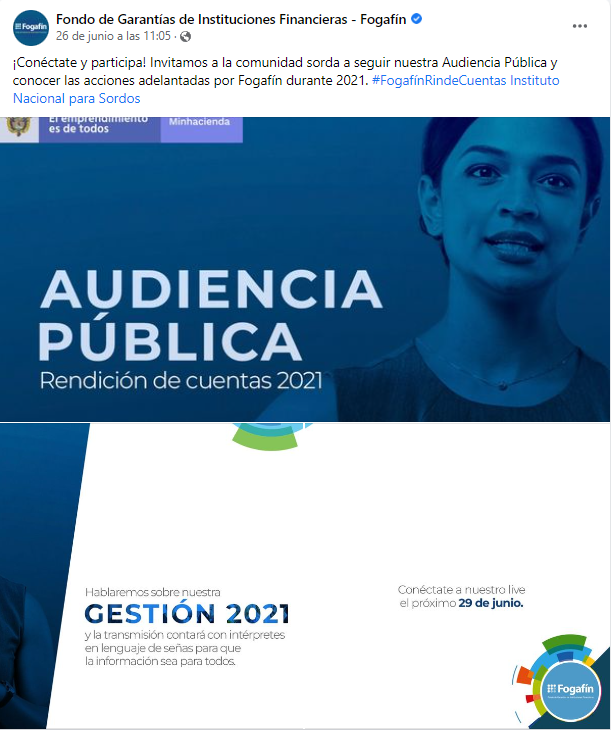 Fondo de Garantías de Instituciones Financieras - Fogafín
26 de junio a las 11:05 ·
¡Conéctate y participa! Invitamos a la comunidad sorda a seguir nuestra Audiencia Pública y
conocer las acciones adelantadas por Fogafín durante 2021. #FogafínRindeCuentas Instituto
Nacional para Sordos
El emprendimiento
es de todos
Minhacienda
AUDIENCIA
PÚBLICA
Rendición de cuentas 2021
Hablaremos sobre nuestra
GESTIÓN 2021
y la transmisión contará con intérpretes
en lenguaje de señas para que
la información sea para todos.
Conéctate a nuestro live
el próximo 29 de junio.
Fogafín
Fogafín